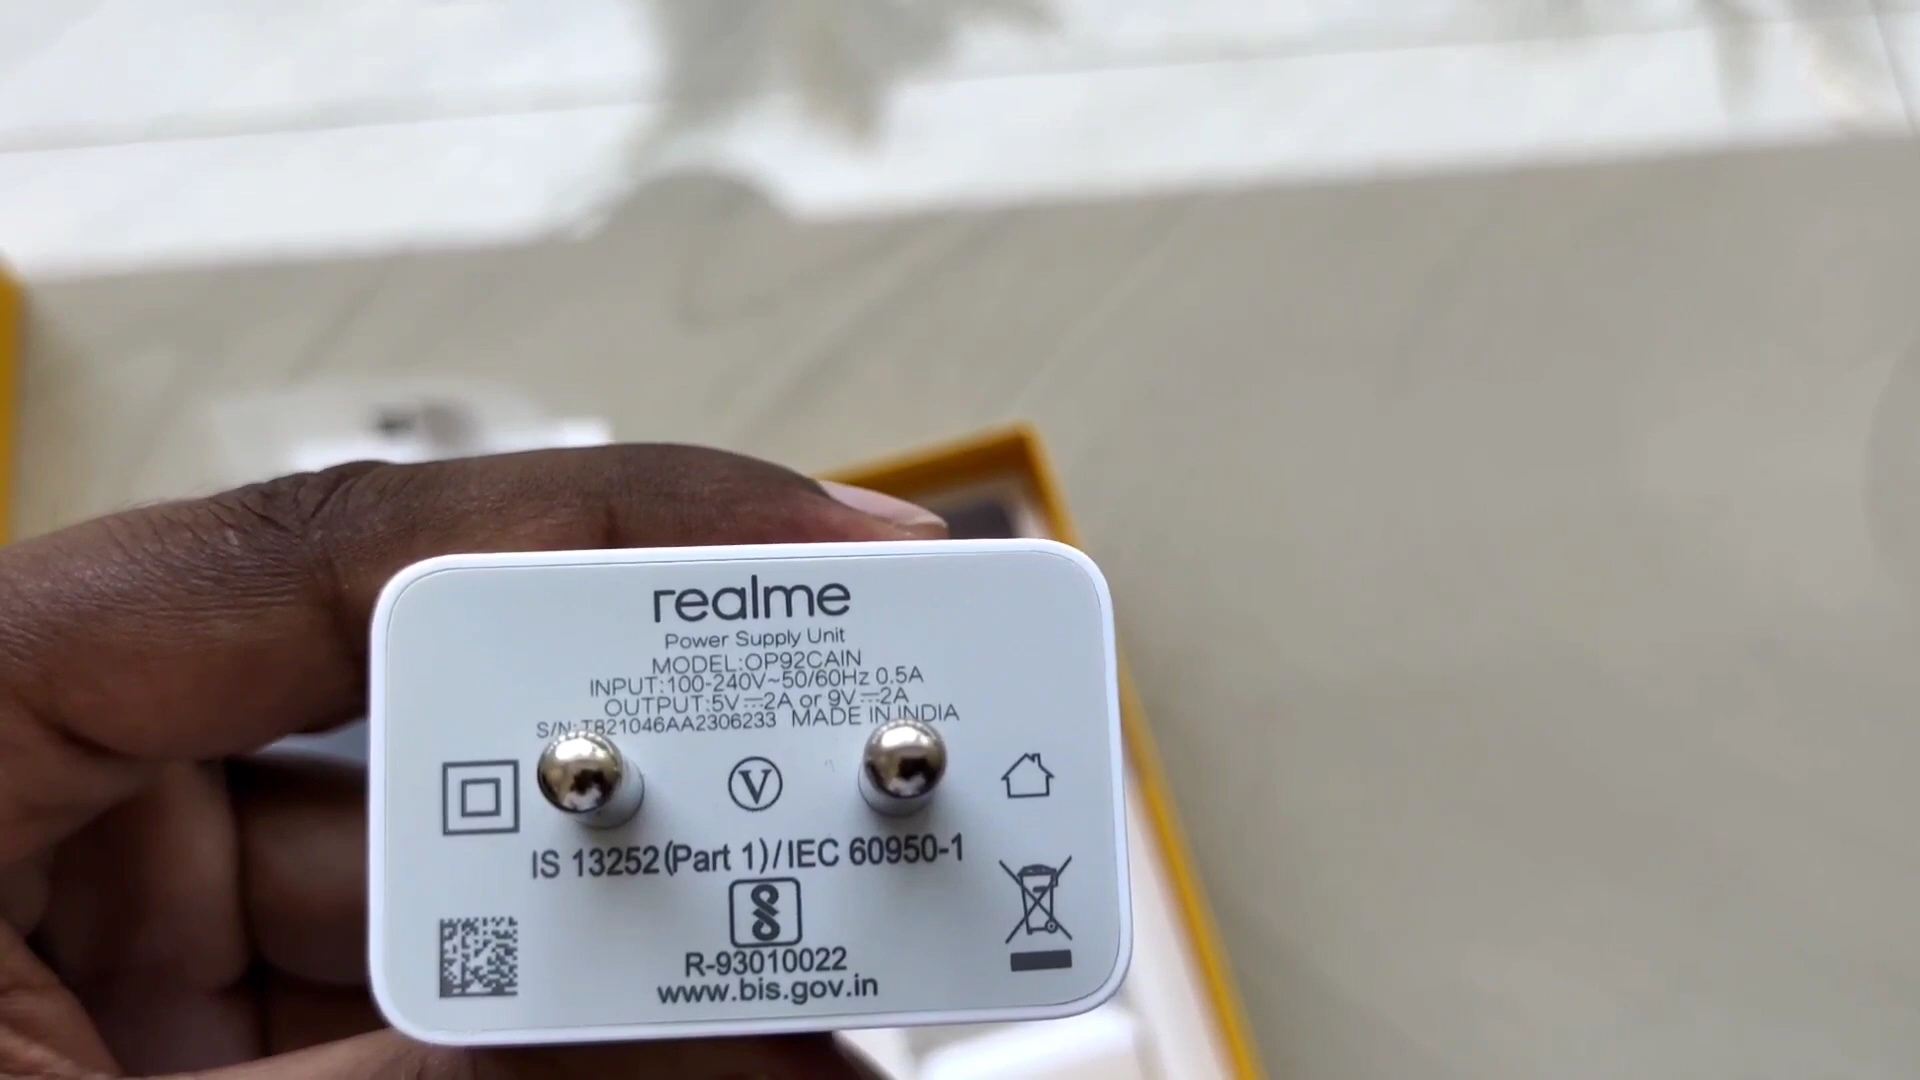 realme
Power Supply Unit
MODEL:OP92CAIN
INPUT:100-240V~50/60Hz 0.5A
OUTPUT:5V⎓2A or 9V⎓2A
S/N:T821046AA2306233 MADE IN INDIA
V
IS 13252(Part 1)/IEC 60950-1
R-93010022
www.bis.gov.in